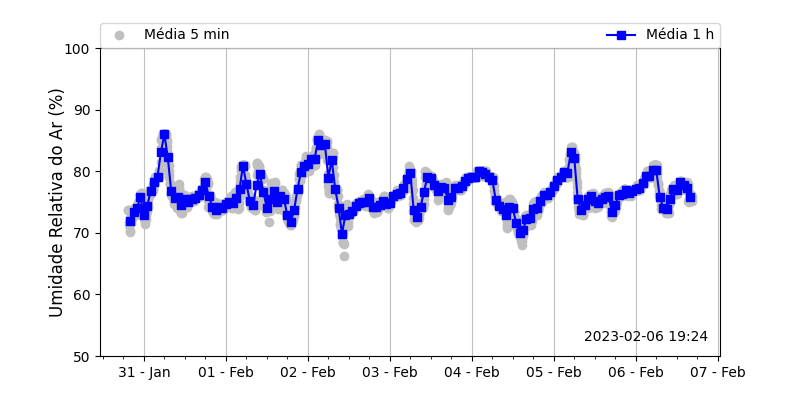 Média 5 min Média 1 h
100
90
80
70
60
50
Umidade Relativa do Ar (%)
2023-02-06 19:24
31 - Jan 01 - Feb 02 - Feb 03 - Feb 04 - Feb 05 - Feb 06 - Feb 07 - Feb